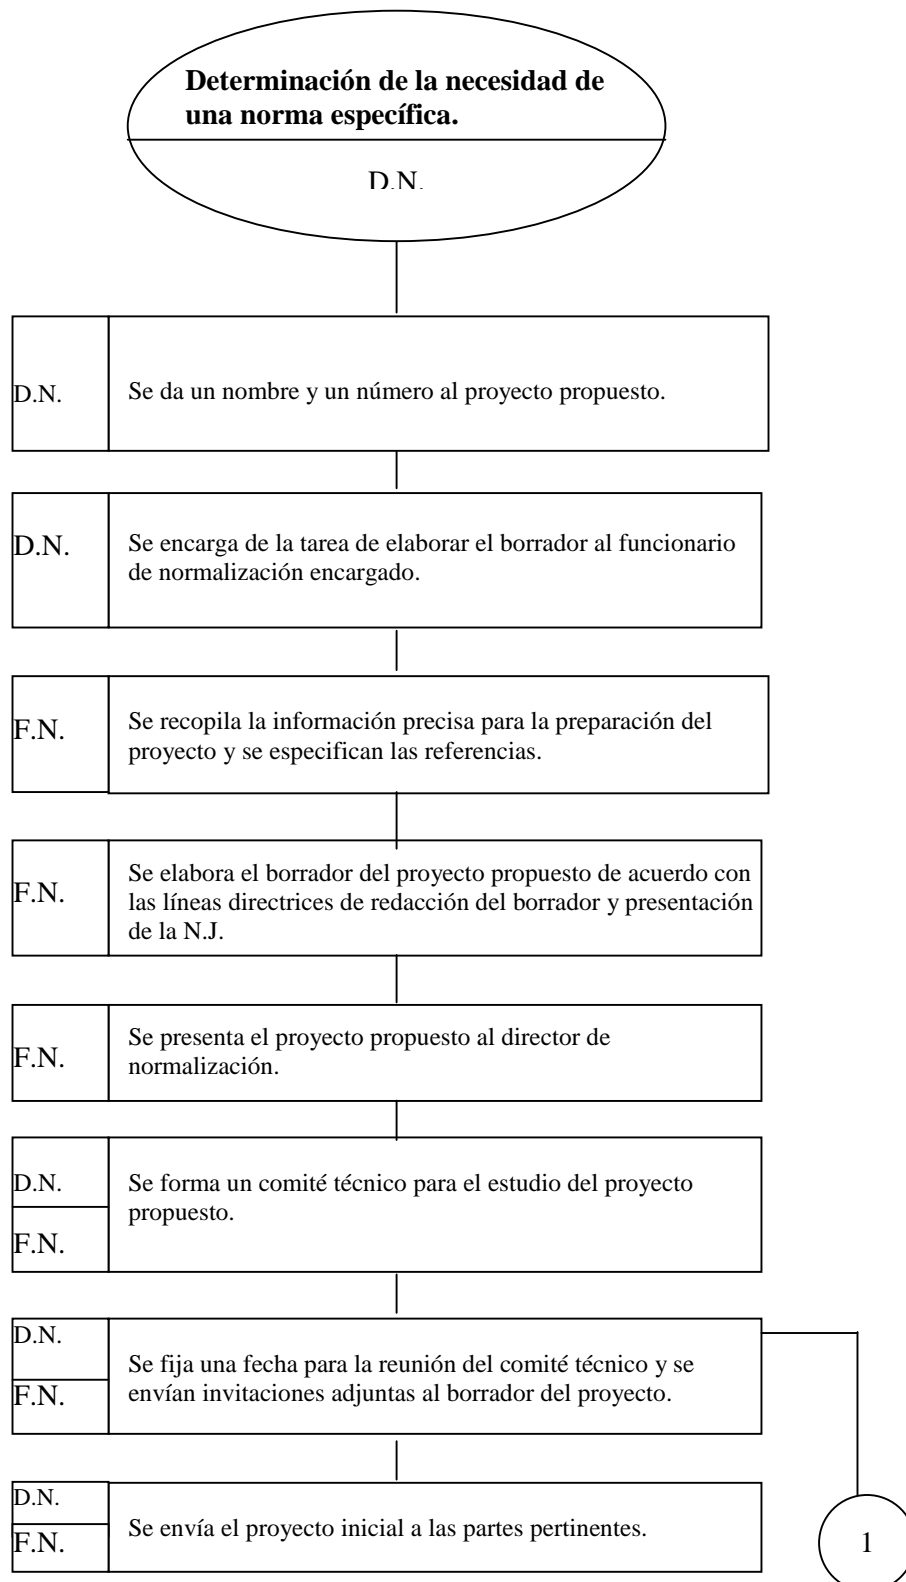 Determinación de la necesidad de
una norma específica.
D.N.
D.N.
Se da un nombre y un número al proyecto propuesto.
D.N.
Se encarga de la tarea de elaborar el borrador al funcionario
de normalización encargado.
F.N.
Se recopila la información precisa para la preparación del
proyecto y se especifican las referencias.
F.N.
Se elabora el borrador del proyecto propuesto de acuerdo con
las líneas directrices de redacción del borrador y presentación
de la N.J.
F.N.
Se presenta el proyecto propuesto al director de
normalización.
D.N.
F.N.
Se forma un comité técnico para el estudio del proyecto
propuesto.
D.N.
F.N.
Se fija una fecha para la reunión del comité técnico y se
envían invitaciones adjuntas al borrador del proyecto.
D.N.
F.N.
Se envía el proyecto inicial a las partes pertinentes.
1